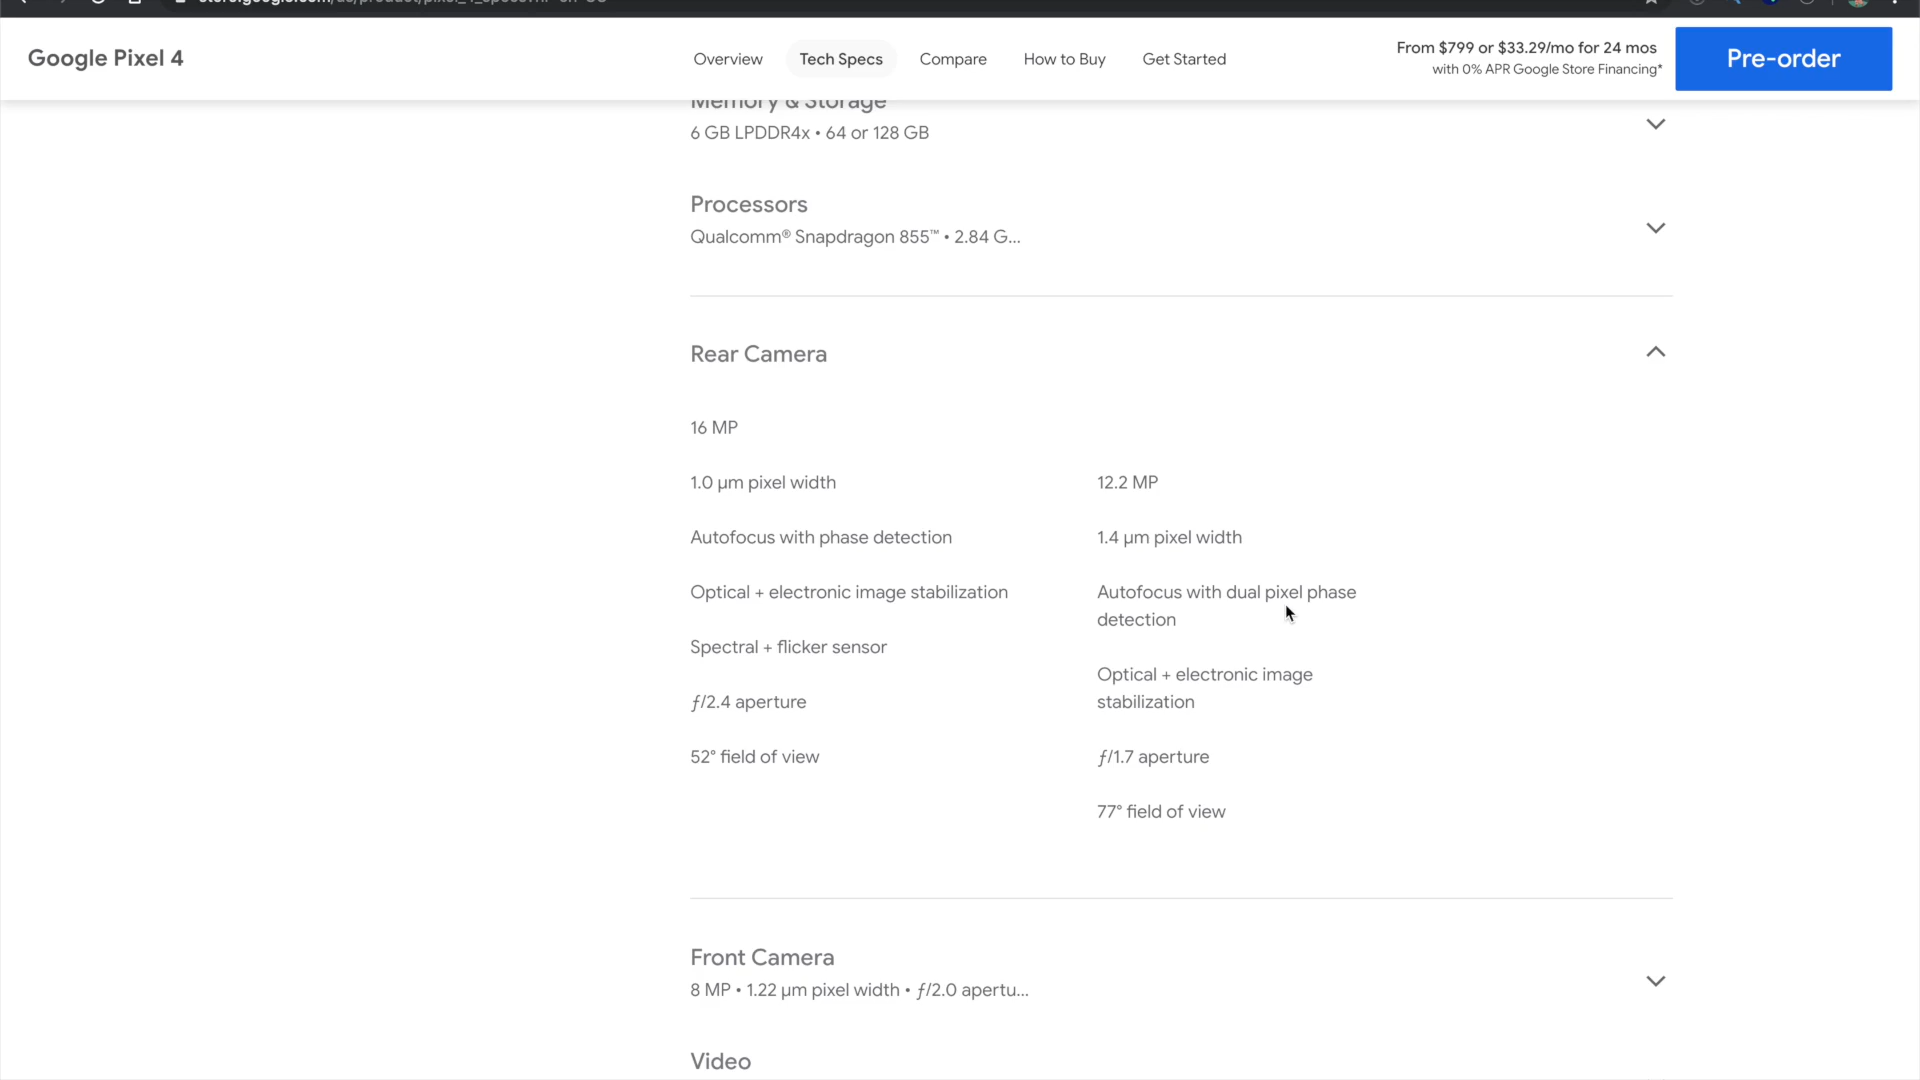 Google Pixel 4
Overview
Tech Specs
Compare
How to Buy
Get Started
From $799 or $33.29/mo for 24 mos
with 0% APR Google Store Financing*
Pre-order
Memory & Storage
6 GB LPDDR4x • 64 or 128 GB
Processors
Qualcomm® Snapdragon 855™ • 2.84 G...
Rear Camera
16 MP
1.0 μm pixel width
Autofocus with phase detection
Optical + electronic image stabilization
Spectral + flicker sensor
ƒ/2.4 aperture
52° field of view
12.2 MP
1.4 μm pixel width
Autofocus with dual pixel phase
detection
Optical + electronic image
stabilization
ƒ/1.7 aperture
77° field of view
Front Camera
8 MP • 1.22 μm pixel width • ƒ/2.0 apertu...
Video